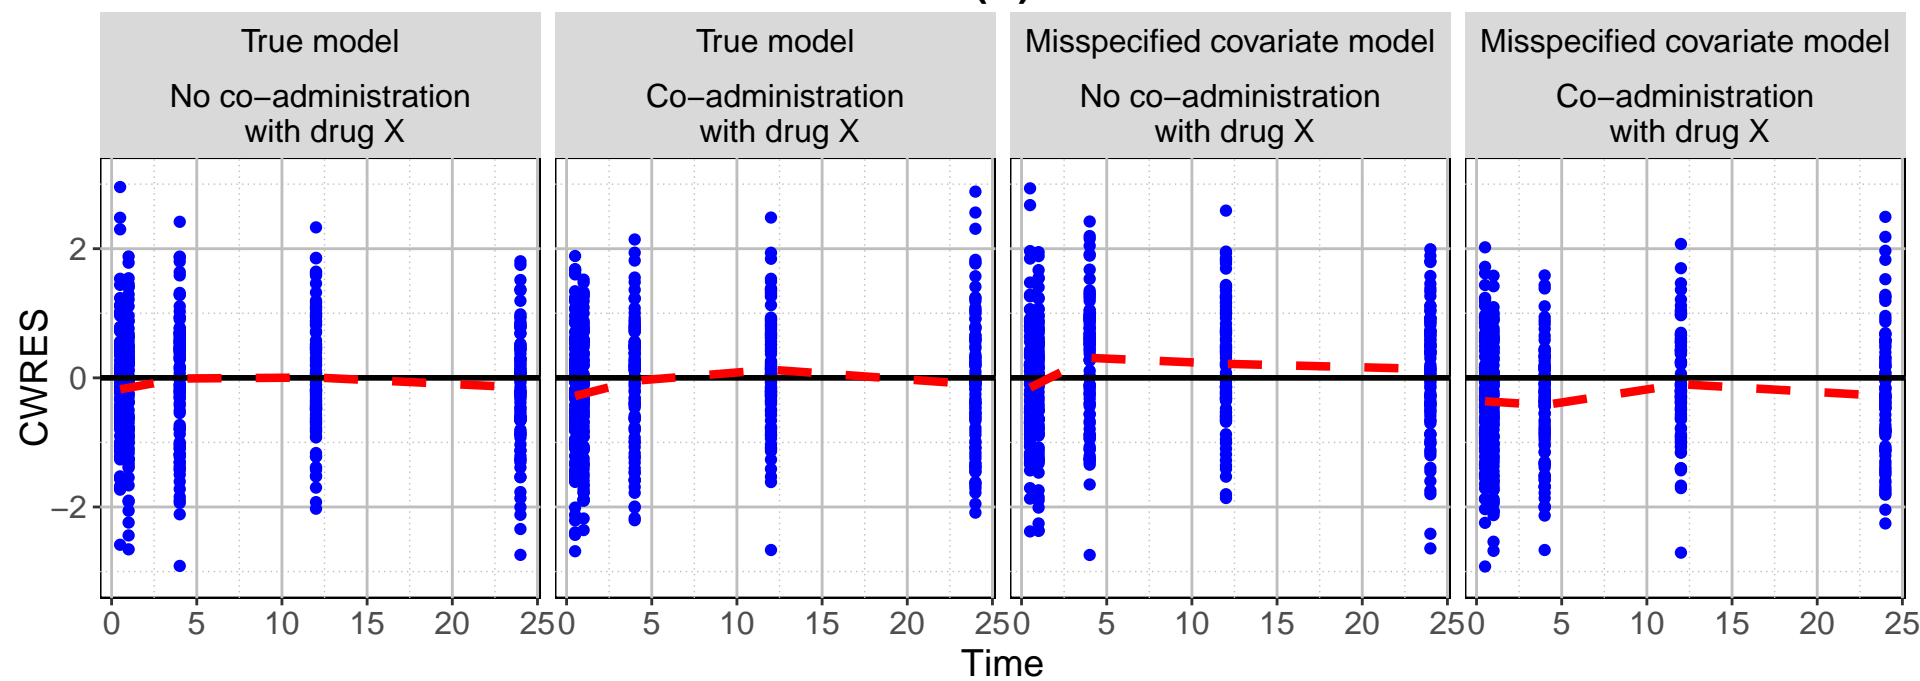 True model
No co−administration
with drug X
True model
Co−administration
with drug X
Misspecified covariate model
No co−administration
with drug X
Misspecified covariate model
Co−administration
with drug X
CWRES
2
0
−2
0 5 10 15 20 25
0 5 10 15 20 25
0 5 10 15 20 25
0 5 10 15 20 25
Time